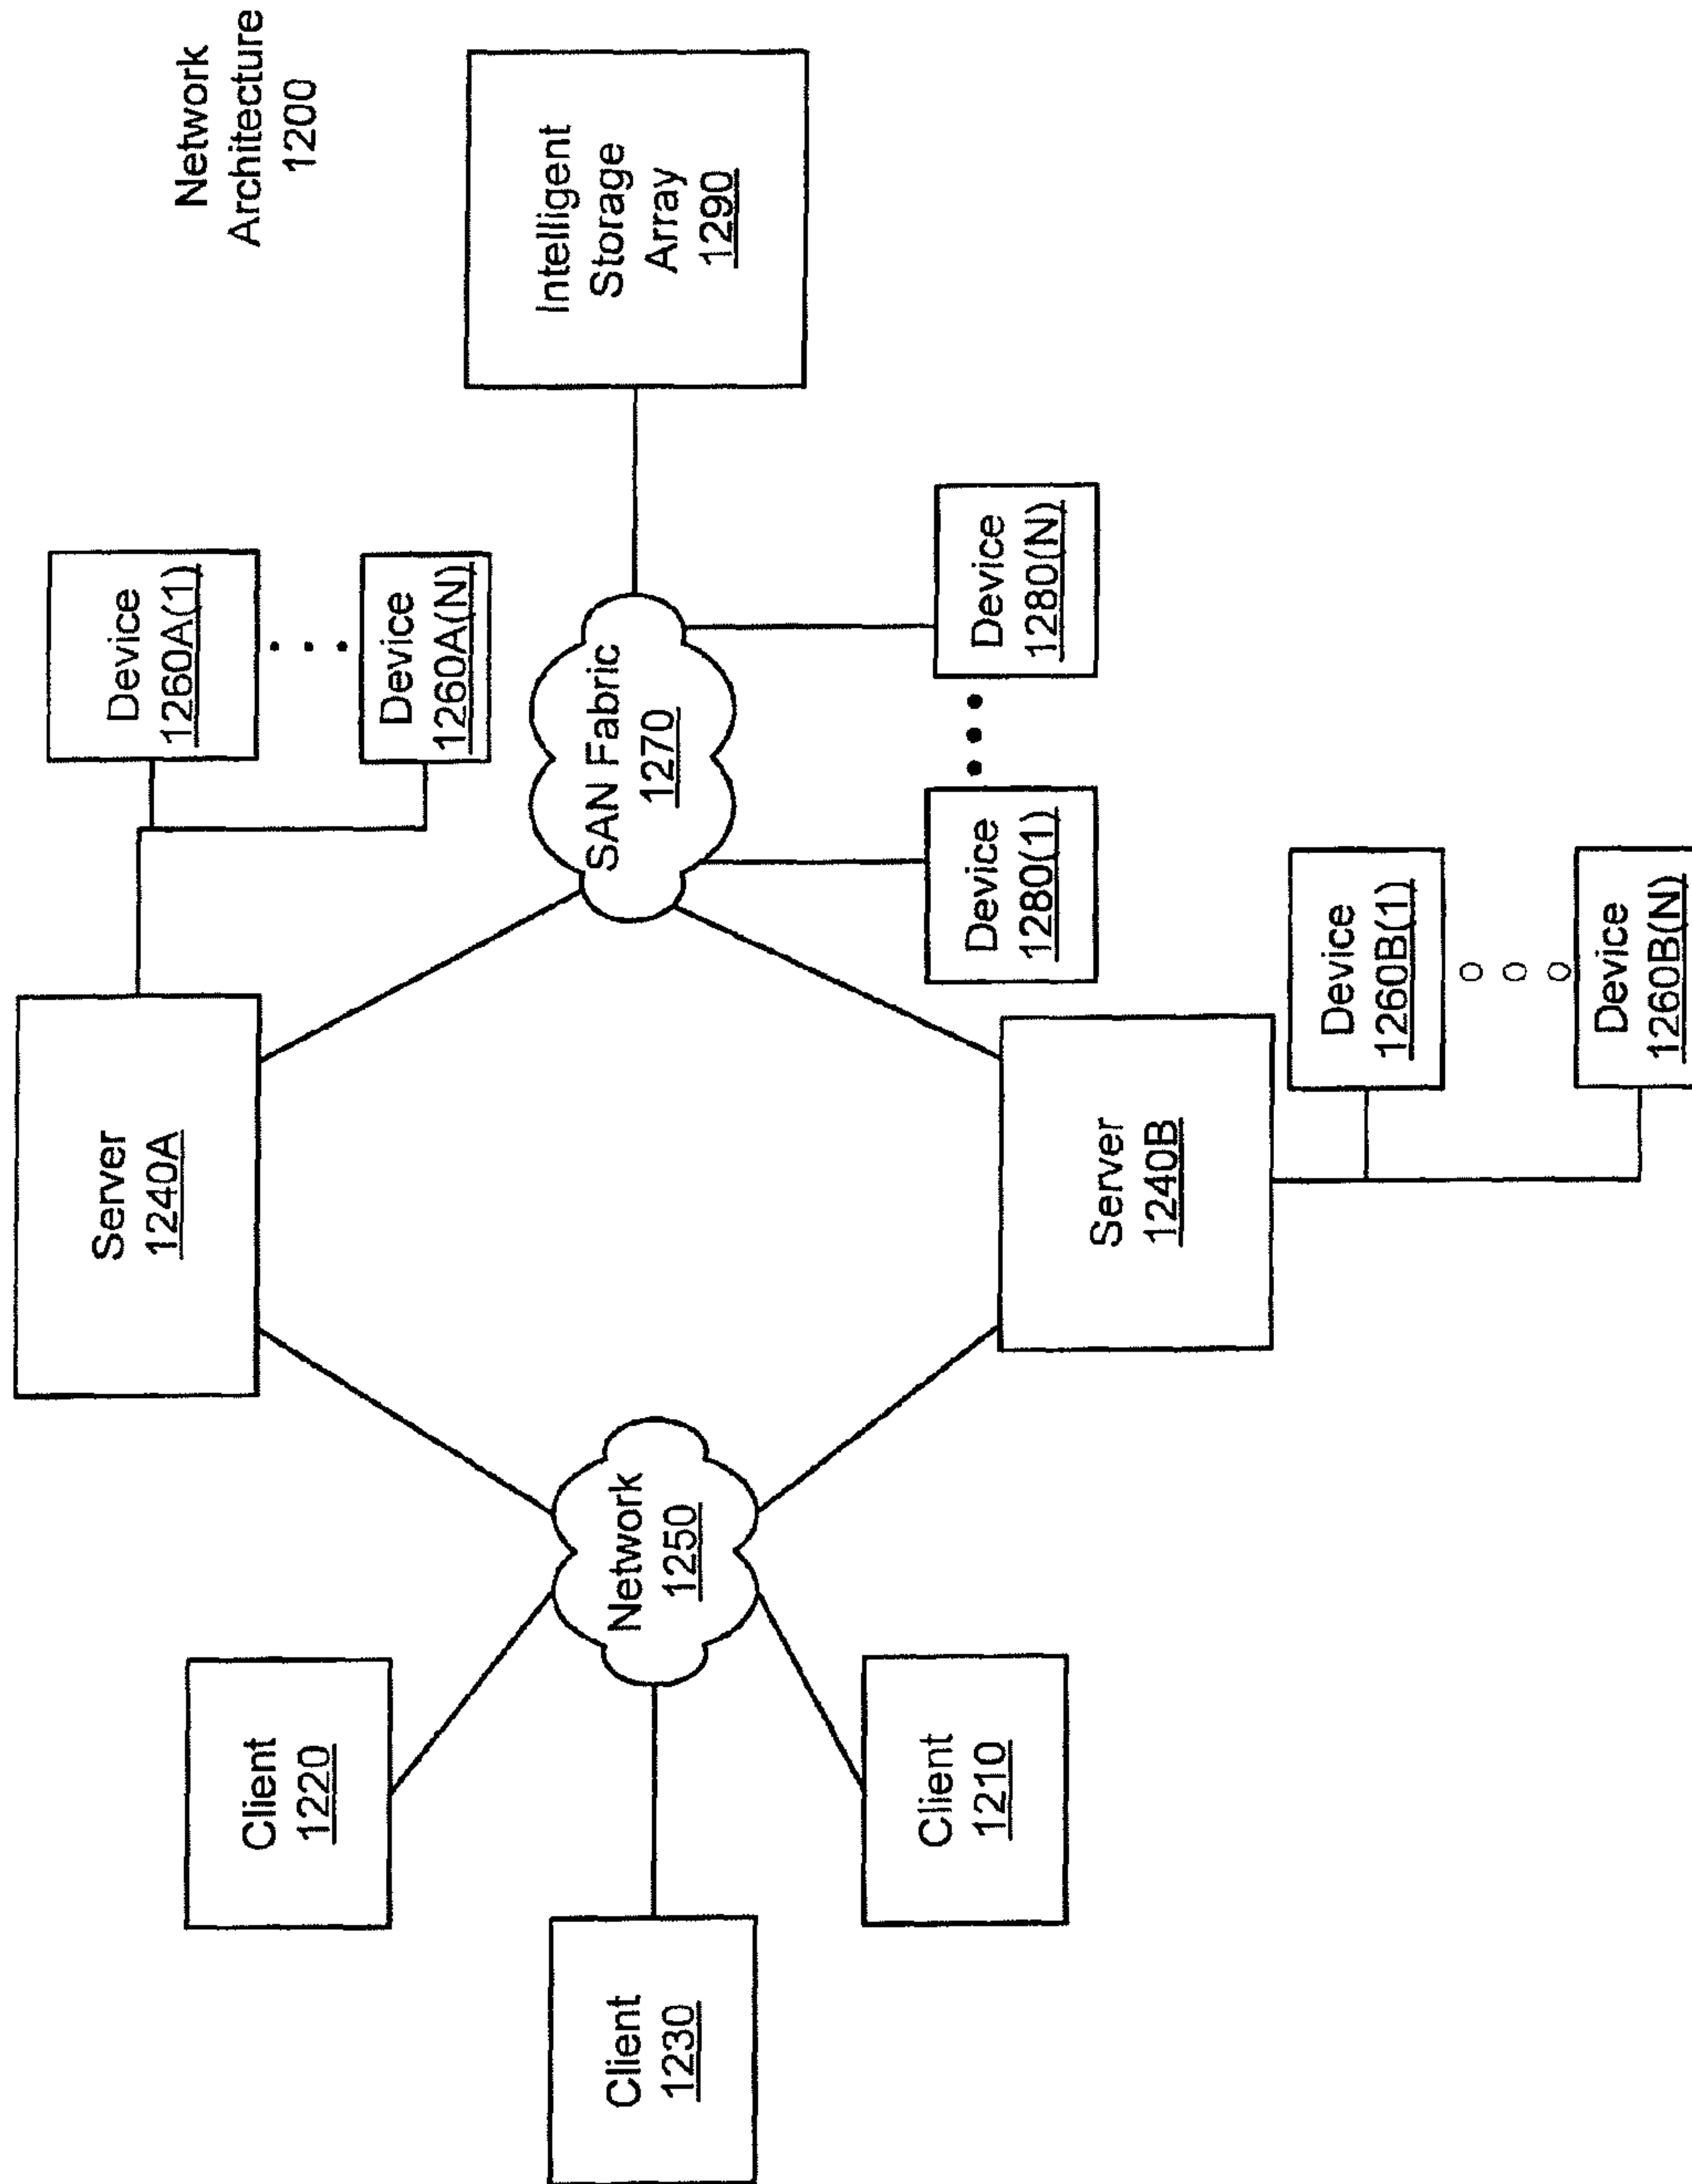 Network
Architecture
1200
Device
1260A(1)
Device
1260A(N)
Server
1240A
Intelligent
Storage
Array
1290
SAN Fabric
1270
Device
1280(1)
Device
1280(N)
Client
1220
Network
1250
Client
1230
Client
1210
Server
1240B
Device
1260B(1)
Device
1260B(N)